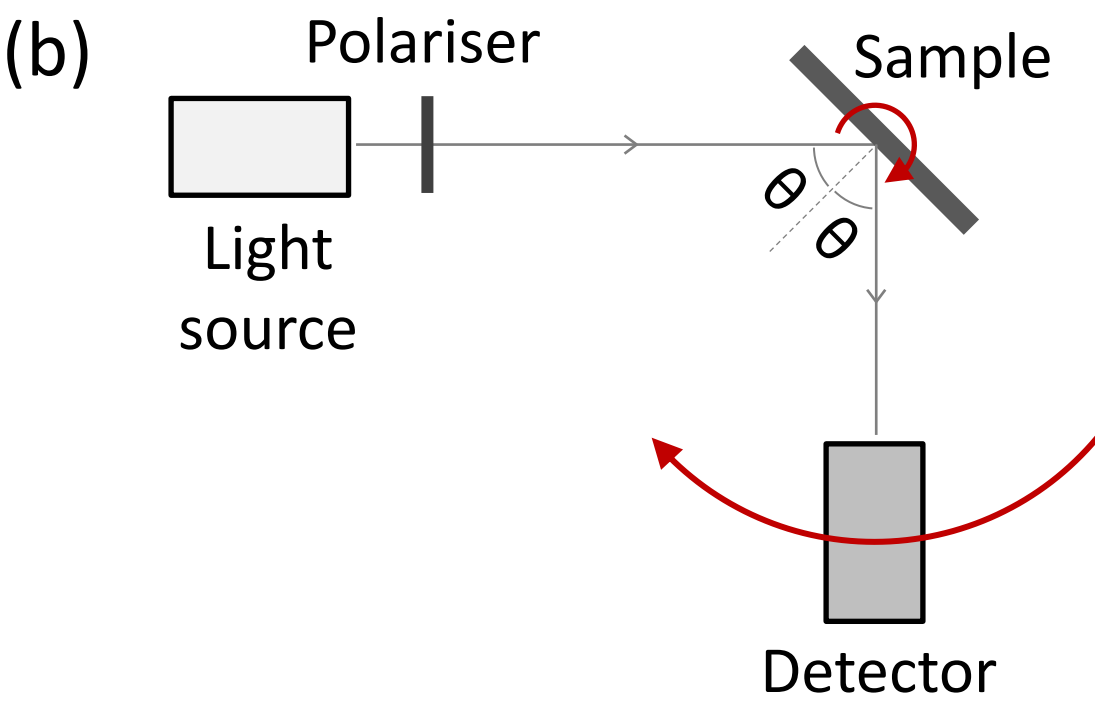 (b)
Polariser
Sample
Light
source
θ
θ
Detector